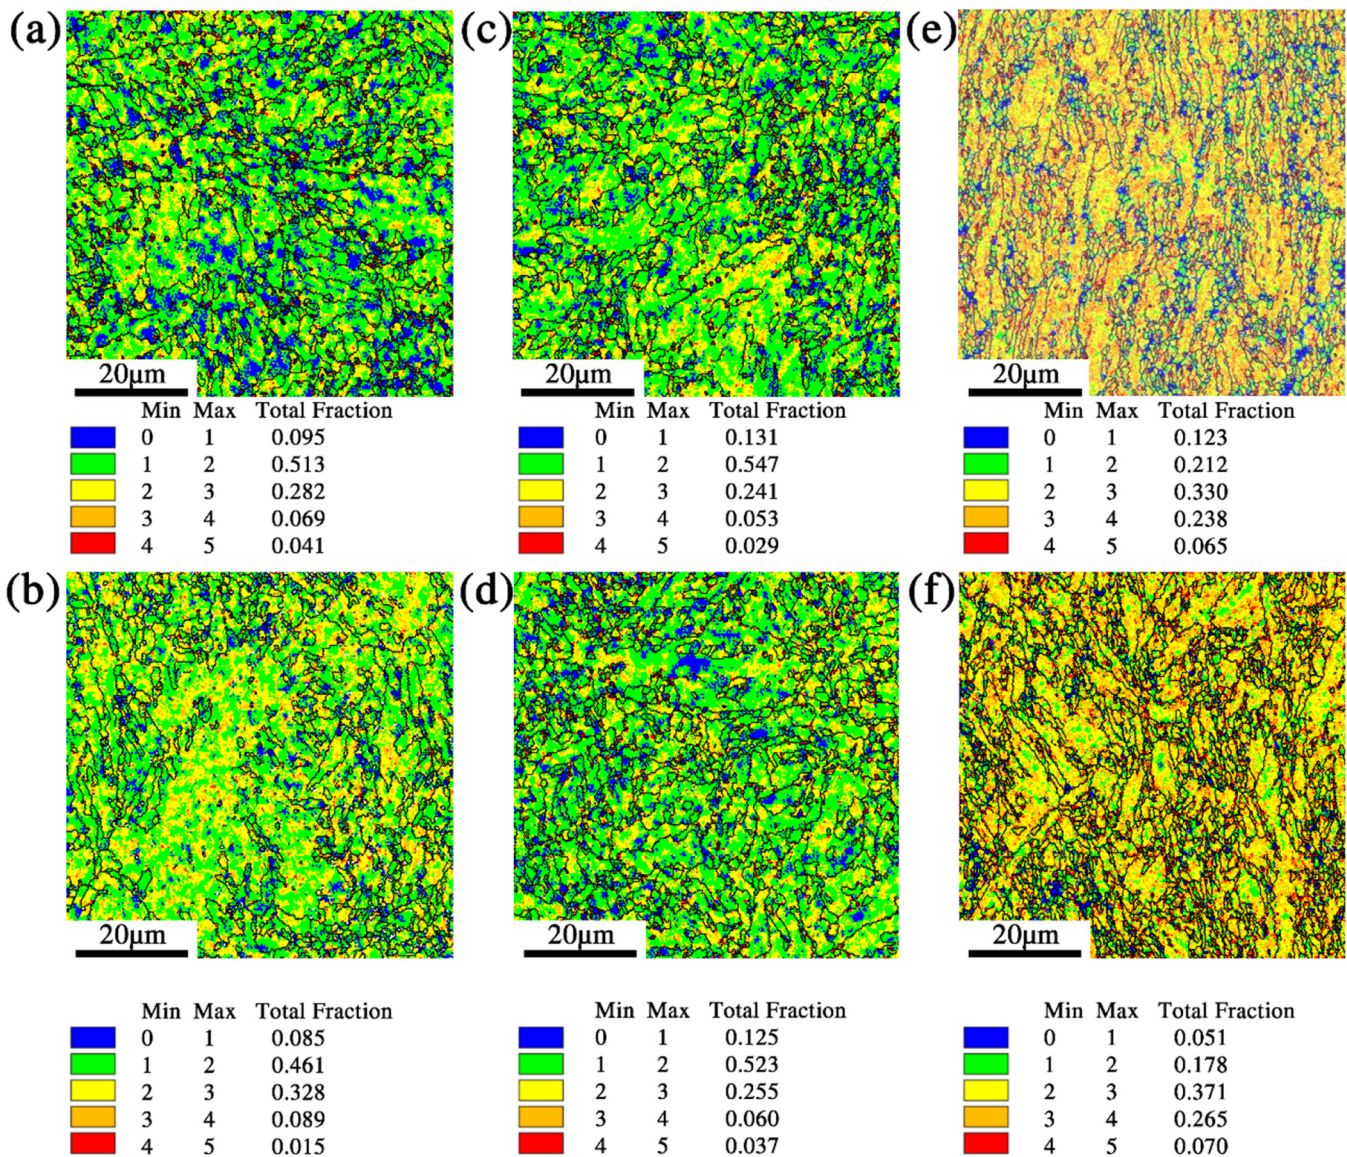 (a)
20μm
Min Max Total Fraction
0 1 0.095
1 2 0.513
2 3 0.282
3 4 0.069
4 5 0.041
(c)
20μm
Min Max Total Fraction
0 1 0.131
1 2 0.547
2 3 0.241
3 4 0.053
4 5 0.029
(e)
20μm
Min Max Total Fraction
0 1 0.123
1 2 0.212
2 3 0.330
3 4 0.238
4 5 0.065
(b)
20μm
Min Max Total Fraction
0 1 0.085
1 2 0.461
2 3 0.328
3 4 0.089
4 5 0.015
(d)
20μm
Min Max Total Fraction
0 1 0.125
1 2 0.523
2 3 0.255
3 4 0.060
4 5 0.037
(f)
20μm
Min Max Total Fraction
0 1 0.051
1 2 0.178
2 3 0.371
3 4 0.265
4 5 0.070